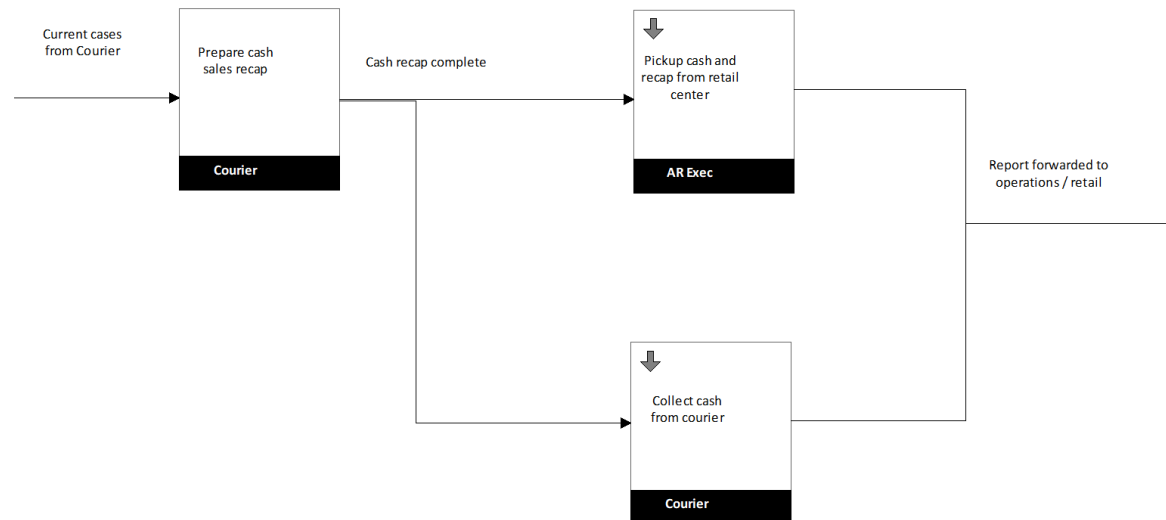 Current cases
from Courier
Prepare cash
sales recap
Courier
Cash recap complete
Pickup cash and
recap from retail
center
AR Exec
Report forwarded to
operations / retail
Collect cash
from courier
Courier